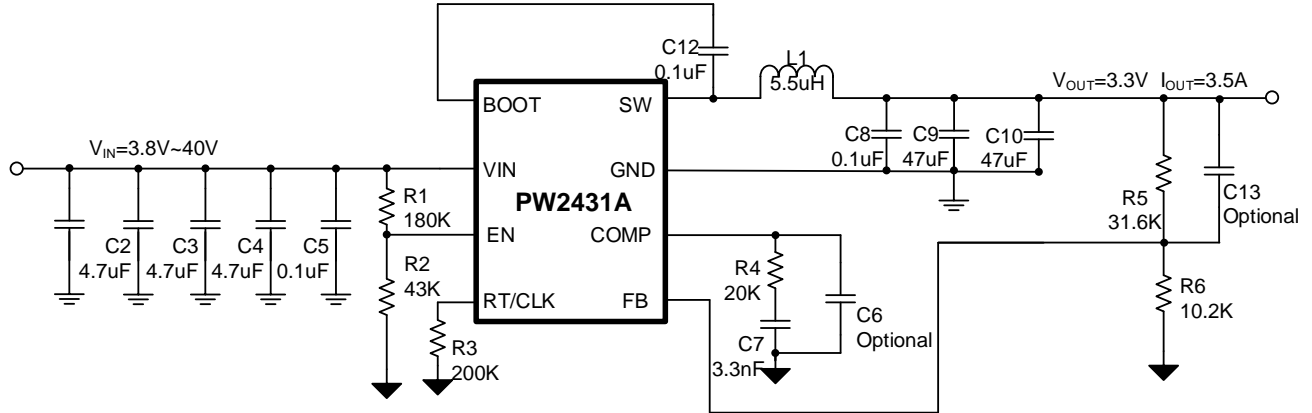 C12
0.1uF
L1
5.5uH
BOOT
SW
V_OUT=3.3V I_OUT=3.5A
V_IN=3.8V~40V
C8
0.1uF
C9
47uF
C10
47uF
VIN
GND
R1
180K
PW2431A
R5
31.6K
C13
Optional
C2
4.7uF
C3
4.7uF
C4
4.7uF
C5
0.1uF
EN
COMP
R2
43K
R4
20K
RT/CLK
FB
R6
10.2K
C6
Optional
R3
200K
C7
3.3nF